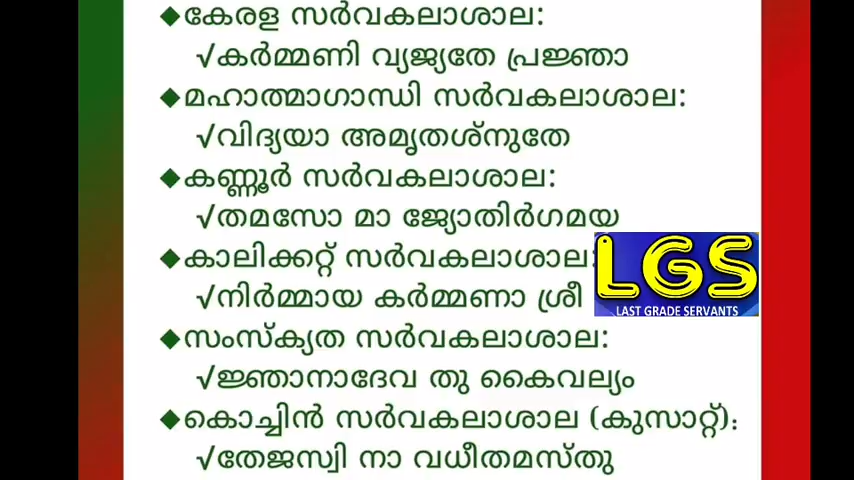 ◆കേരള സർവകലാശാല:
√കർമ്മണി വ്യജ്യതേ പ്രജ്ഞാ
◆മഹാത്മാഗാന്ധി സർവകലാശാല:
√വിദ്യയാ അമൃതശ്നുതേ
◆കണ്ണൂർ സർവകലാശാല:
√തമസോ മാ ജ്യോതിർഗമയ
◆കാലിക്കറ്റ് സർവകലാശാല:
√നിർമ്മായ കർമ്മണാ ശ്രീ
LGS
LAST GRADE SERVANTS
◆സംസ്ക്യത സർവകലാശാല:
√ജ്ഞാനാദേവ തു കൈവല്യം
◆കൊച്ചിൻ സർവകലാശാല (കുസാറ്റ്):
√തേജസ്വി നാ വധീതമസ്തു